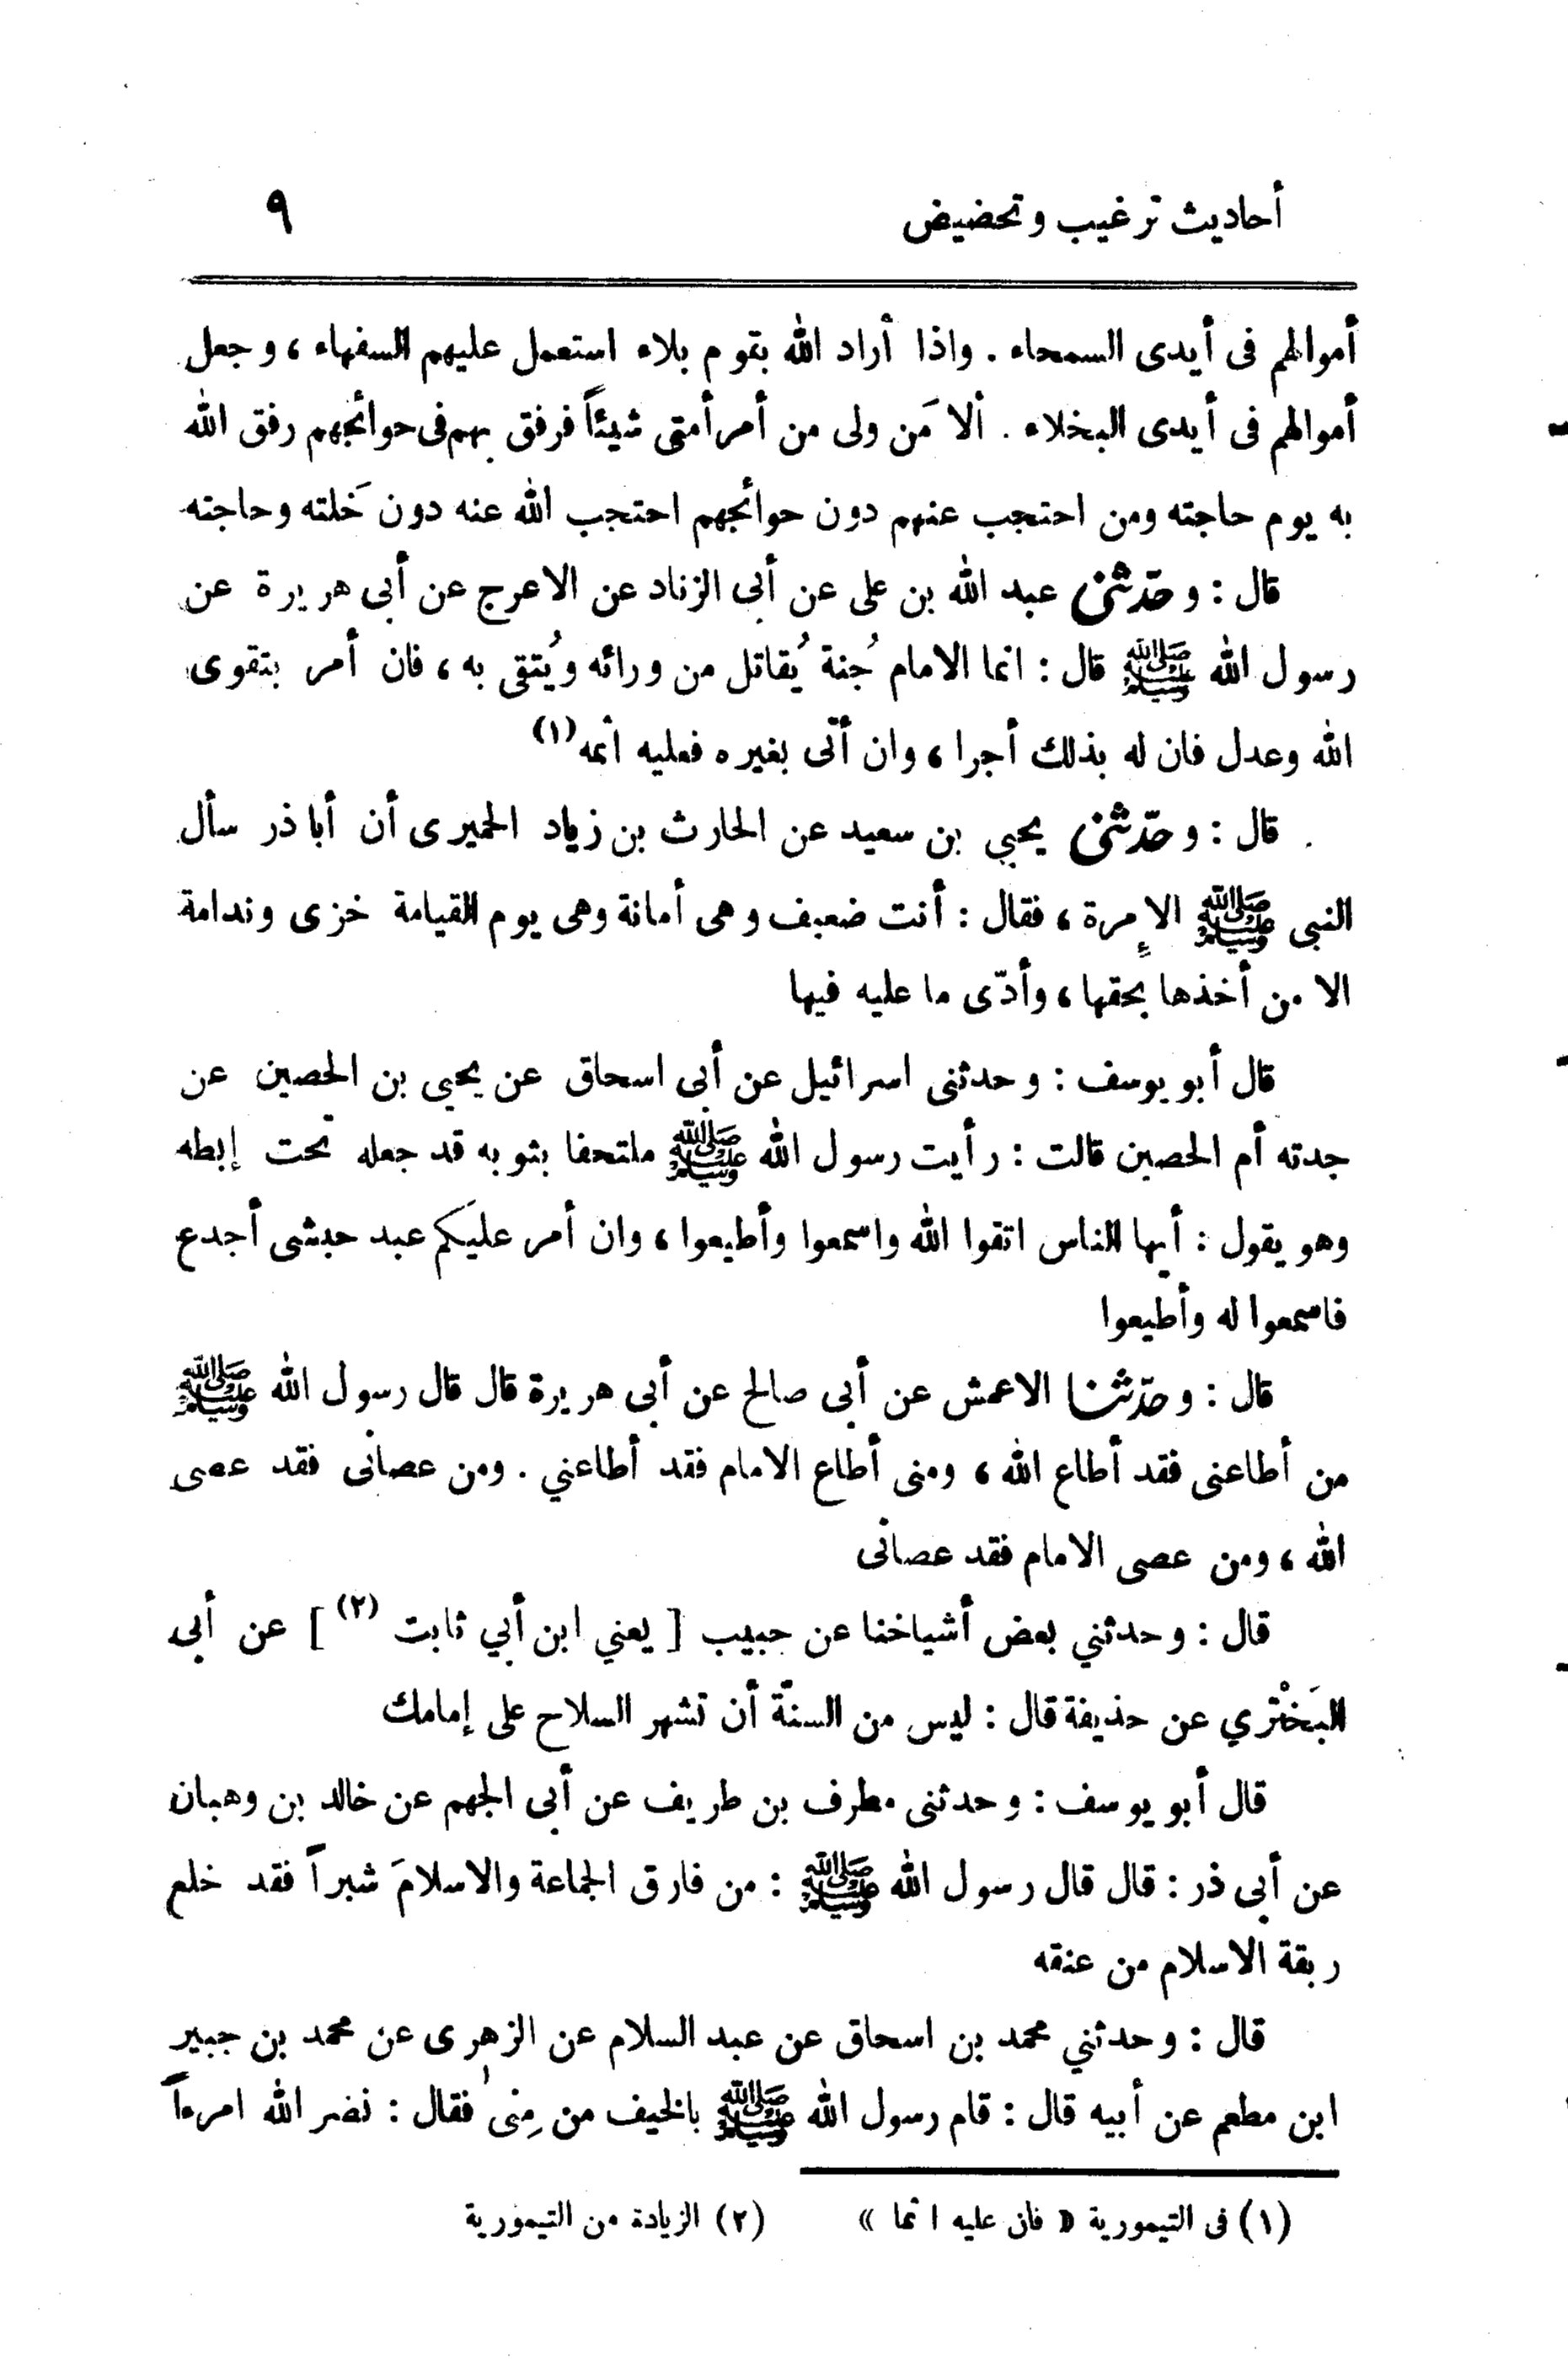 أحاديث ترغيب وتحضيض ٩
أموالهم فى أيدى السمحاء . واذا أراد الله بقوم بلاء استعمل عليهم السفهاء ، وجعل
أموالهم فى أيدى البخلاء . ألا مَن ولى من أمر أمتى شيئاً فرفق بهم فى حوائجهم رفق الله
به يوم حاجته ومن احتجب عنهم دون حوائجهم احتجب الله عنه دون خَلته وحاجته
قال : وحدّثنى عبد الله بن على عن أبى الزناد عن الاعرج عن أبى هريرة عن
رسول الله ﷺ قال : انما الامام جُنة يُقاتل من ورائه ويُتقى به ، فان أمر بتقوى
الله وعدل فان له بذلك أجرا ، وان أتى بغيره فعليه اثمه (١)
قال : وحدّثنى يحيي بن سعيد عن الحارث بن زياد الحميرى أن أبا ذر سأل
النبى ﷺ الإمرة ، فقال : أنت ضعيف وهى أمانة وهى يوم القيامة خزى وندامة
الا من أخذها بحقها ، وأدّى ما عليه فيها
قال أبو يوسف : وحدثنى اسرائيل عن أبى اسحاق عن يحيى بن الحصين عن
جدته أم الحصين قالت : رأيت رسول الله ﷺ ملتحفا بثوبه قد جعله تحت إبطه
وهو يقول : أيها الناس اتقوا الله واسمعوا وأطيعوا ، وان أمر عليكم عبد حبشى أجدع
فاسمعوا له وأطيعوا
قال : وحدّثنا الاعمش عن أبى صالح عن أبى هريرة قال قال رسول الله ﷺ
من أطاعنى فقد أطاع الله ، ومنى أطاع الامام فقد أطاعني . ومن عصانى فقد عصى
الله ، ومن عصى الامام فقد عصانى
قال : وحدثني بعض أشياخنا عن حبيب [ يعني ابن أبي ثابت (٢) ] عن أبى
البَخْتري عن حذيفة قال : ليس من السنّة أن تشهر السلاح على إمامك
قال أبو يوسف : وحدثنى مطرف بن طريف عن أبى الجهم عن خالد بن وهبان
عن أبى ذر : قال قال رسول الله ﷺ : من فارق الجماعة والاسلامَ شبراً فقد خلع
ربقة الاسلام من عنقه
قال : وحدثني محمد بن اسحاق عن عبد السلام عن الزهرى عن محمد بن جبير
ابن مطعم عن أبيه قال : قام رسول الله ﷺ بالخيف من مِنى فقال : نضر الله امرءاً
(١) فى التيمورية « فان عليه اثما » (٢) الزيادة من التيمورية